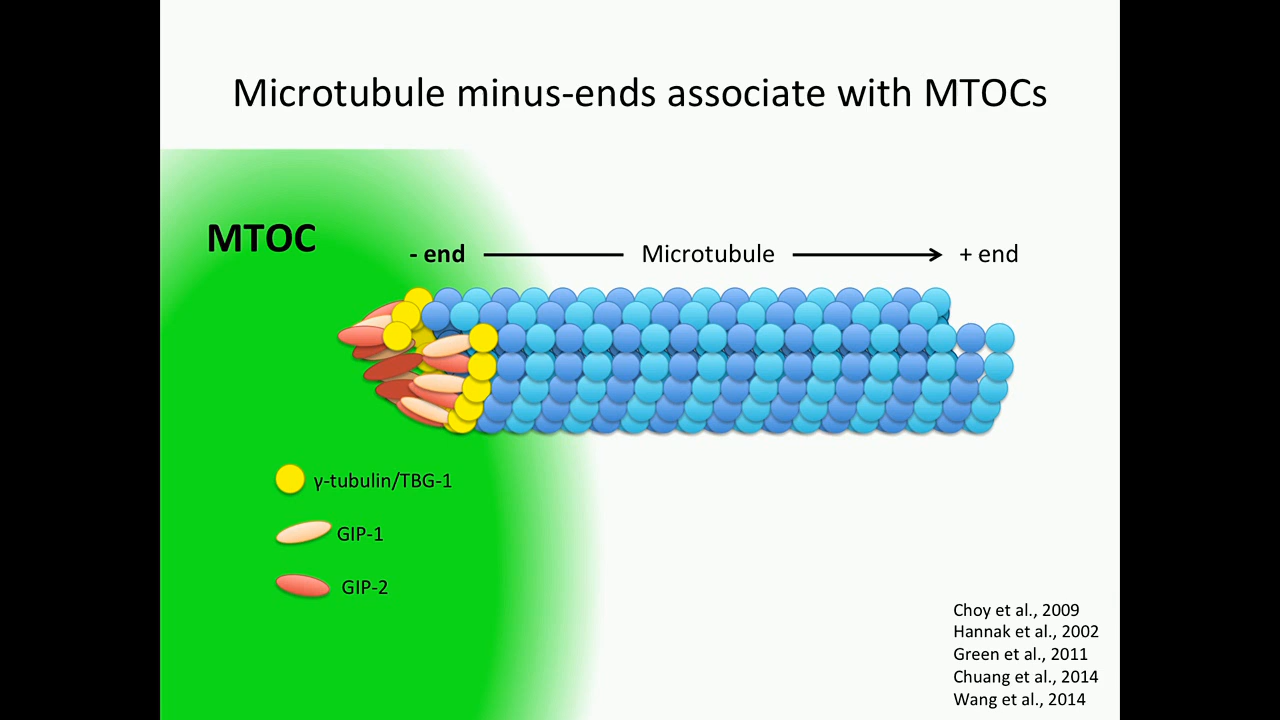 Microtubule minus-ends associate with MTOCs
MTOC
- end Microtubule + end
γ-tubulin/TBG-1
GIP-1
GIP-2
Choy et al., 2009
Hannak et al., 2002
Green et al., 2011
Chuang et al., 2014
Wang et al., 2014